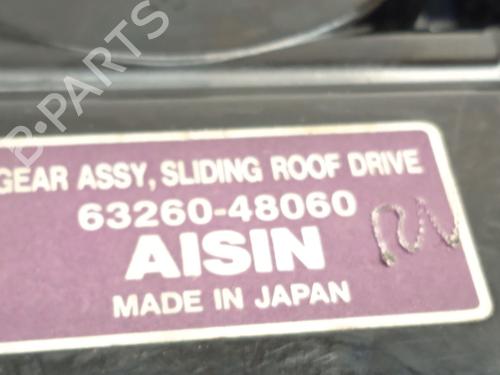 B-PARTS
GEAR ASSY, SLIDING ROOF DRIVE
63260-48060
AISIN
MADE IN JAPAN